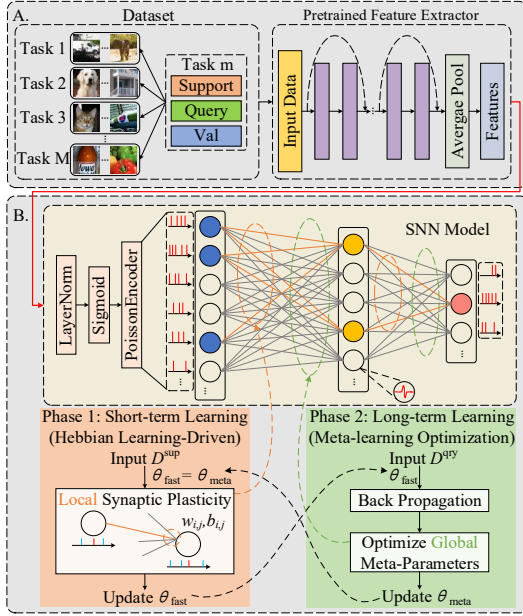 A.
Dataset
Task 1
Task 2
Task 3
Task M
Task m
Support
Query
Val
Pretrained Feature Extractor
Input Data
Avergae Pool
Features
B.
LayerNorm
Sigmoid
PoissonEncoder
SNN Model
Phase 1: Short-term Learning
(Hebbian Learning-Driven)
Input D^sup
θ_fast = θ_meta
Local Synaptic Plasticity
w_i,j, b_i,j
Update θ_fast
Phase 2: Long-term Learning
(Meta-learning Optimization)
Input D^qry
θ_fast
Back Propagation
Optimize Global
Meta-Parameters
Update θ_meta